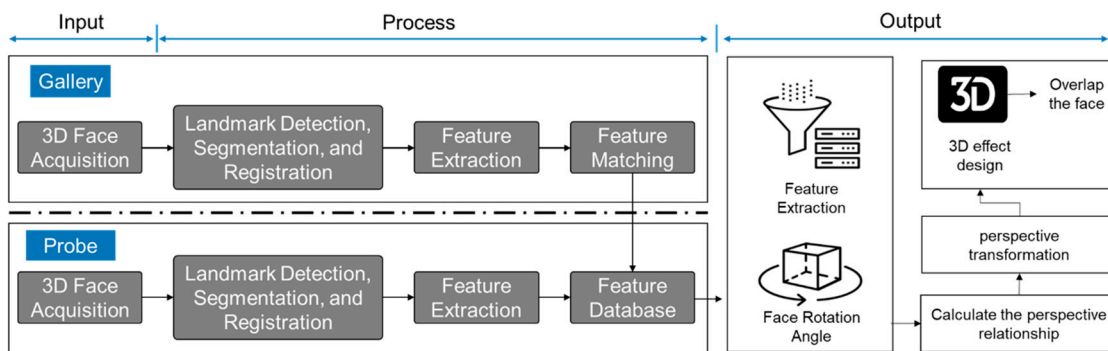 Input
Process
Output
Gallery
3D Face
Acquisition
Landmark Detection,
Segmentation, and
Registration
Feature
Extraction
Feature
Matching
Probe
3D Face
Acquisition
Landmark Detection,
Segmentation, and
Registration
Feature
Extraction
Feature
Database
Feature
Extraction
Face Rotation
Angle
3D
Overlap
the face
3D effect
design
perspective
transformation
Calculate the perspective
relationship